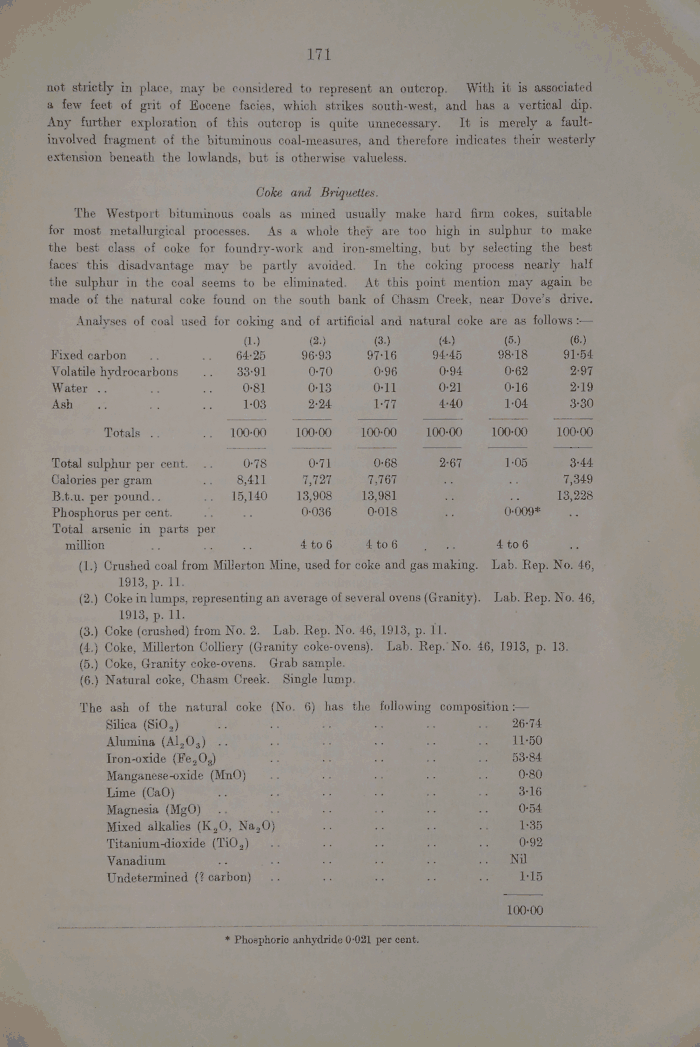 171
not strictly in place, may be considered to represent an outcrop. With it is associated
a few feet of grit of Eocene facies, which strikes south-west, and has a vertical dip.
Any further exploration of this outcrop is quite unnecessary. It is merely a fault-
involved fragment of the bituminous coal-measures, and therefore indicates their westerly
extension beneath the lowlands, but is otherwise valueless.
Coke and Briquettes.
The Westport bituminous coals as mined usually make hard firm cokes, suitable
for most metallurgical processes. As a whole they are too high in sulphur to make
the best class of coke for foundry-work and iron-smelting, but by selecting the best
faces this disadvantage may be partly avoided. In the coking process nearly half
the sulphur in the coal seems to be eliminated. At this point mention may again be
made of the natural coke found on the south bank of Chasm Creek, near Dove's drive.
Analyses of coal used for coking and of artificial and natural coke are as follows:—
(1.) (2.) (3.) (4.) (5.) (6.)
Fixed carbon .. .. 64·25 96·93 97·16 94·45 98·18 91·54
Volatile hydrocarbons .. 33·91 0·70 0·96 0·94 0·62 2·97
Water .. .. .. 0·81 0·13 0·11 0·21 0·16 2·19
Ash .. .. .. 1·03 2·24 1·77 4·40 1·04 3·30
Totals .. .. 100·00 100·00 100·00 100·00 100·00 100·00
Total sulphur per cent. .. 0·78 0·71 0·68 2·67 1·05 3·44
Calories per gram .. 8,411 7,727 7,767 .. .. 7,349
B.t.u. per pound.. .. 15,140 13,908 13,981 .. .. 13,228
Phosphorus per cent. .. .. 0·036 0·018 .. 0·009* ..
Total arsenic in parts per
million .. .. .. 4 to 6 4 to 6 .. 4 to 6 ..
(1.) Crushed coal from Millerton Mine, used for coke and gas making. Lab. Rep. No. 46,
1913, p. 11.
(2.) Coke in lumps, representing an average of several ovens (Granity). Lab. Rep. No. 46,
1913, p. 11.
(3.) Coke (crushed) from No. 2. Lab. Rep. No. 46, 1913, p. 11.
(4.) Coke, Millerton Colliery (Granity coke-ovens). Lab. Rep. No. 46, 1913, p. 13.
(5.) Coke, Granity coke-ovens. Grab sample.
(6.) Natural coke, Chasm Creek. Single lump.
The ash of the natural coke (No. 6) has the following composition:—
Silica (SiO₂) .. .. .. .. .. .. 26·74
Alumina (Al₂O₃) .. .. .. .. .. .. 11·50
Iron-oxide (Fe₂O₃) .. .. .. .. .. 53·84
Manganese-oxide (MnO) .. .. .. .. .. 0·80
Lime (CaO) .. .. .. .. .. .. 3·16
Magnesia (MgO) .. .. .. .. .. .. 0·54
Mixed alkalies (K₂O, Na₂O) .. .. .. .. 1·35
Titanium-dioxide (TiO₂) .. .. .. .. .. 0·92
Vanadium .. .. .. .. .. .. Nil
Undetermined (? carbon) .. .. .. .. .. 1·15
100·00
* Phosphoric anhydride 0·021 per cent.